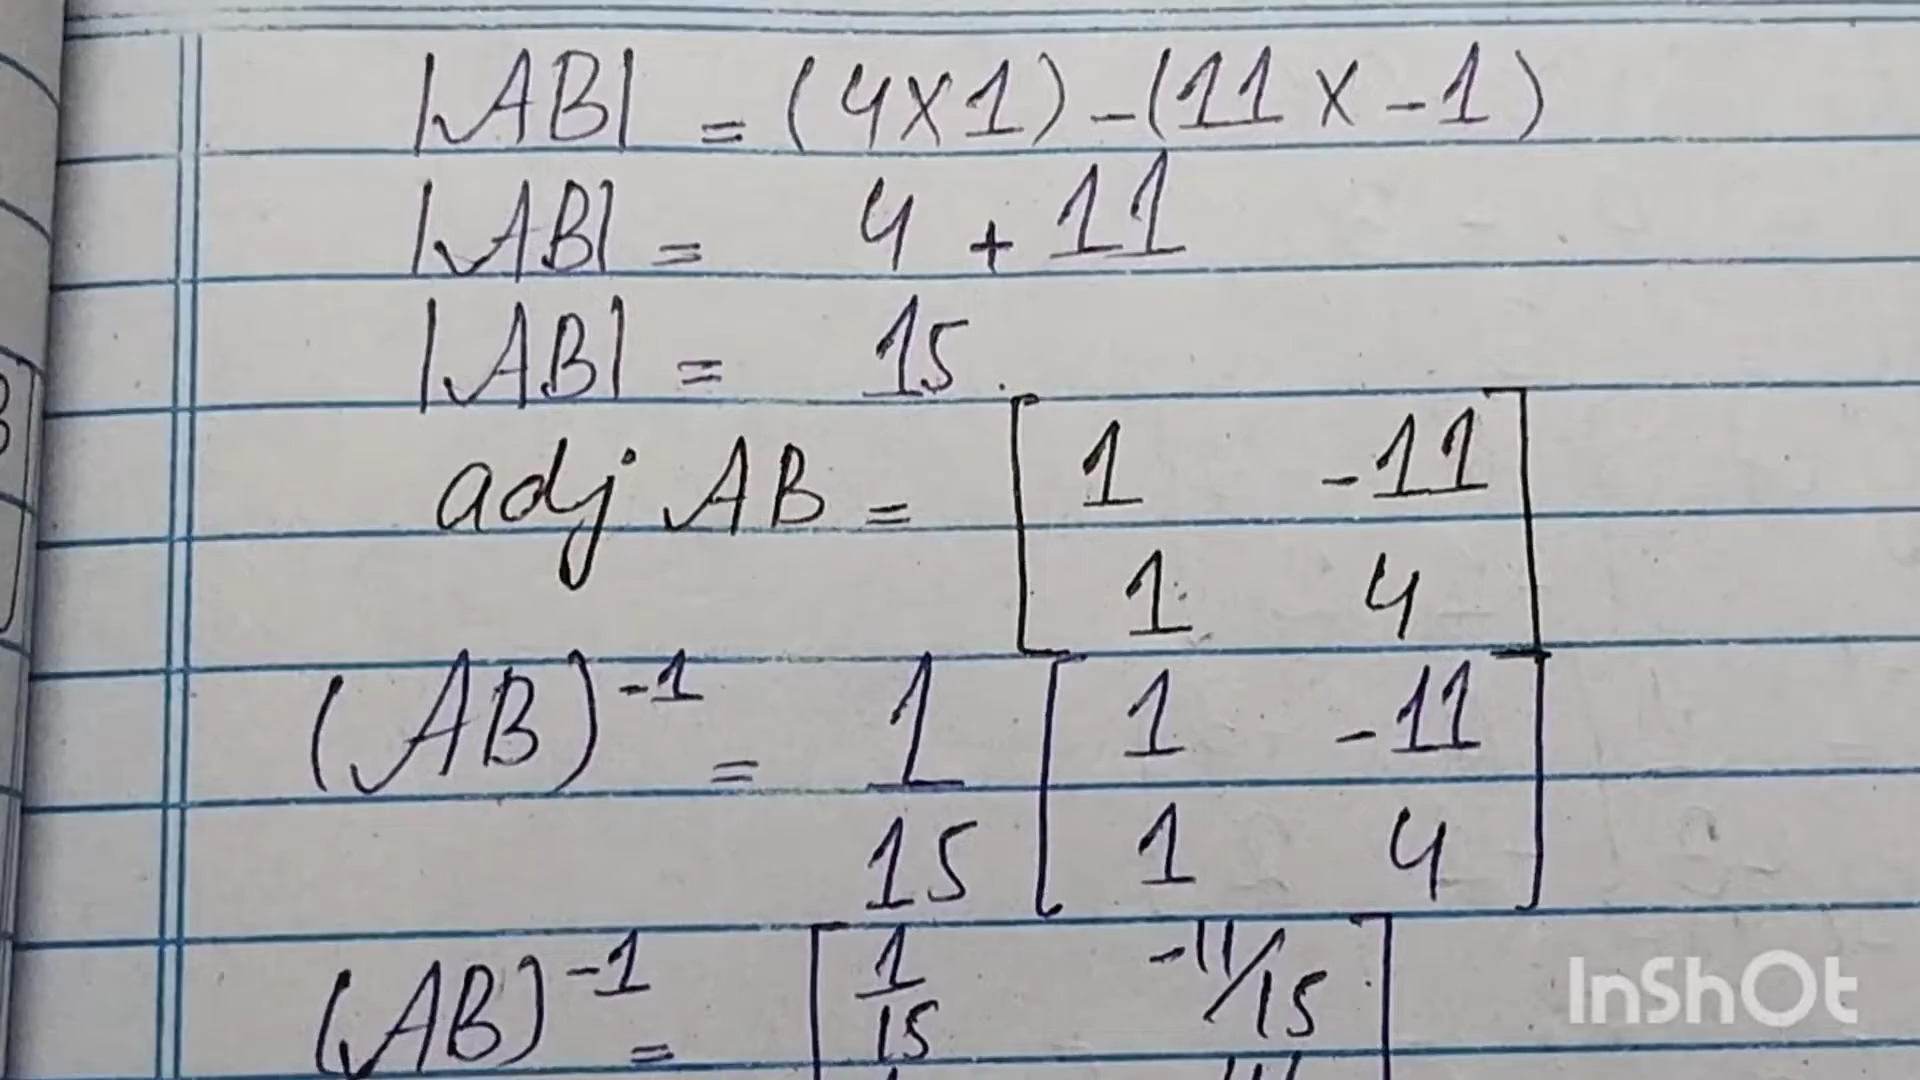 |AB| = (4×1)-(11×-1)
|AB| = 4 + 11
|AB| = 15
adj AB = [1 -11
1 4]
(AB)⁻¹ = 1/15 [1 -11
1 4]
(AB)⁻¹ = [1/15 -11/15
InShOt